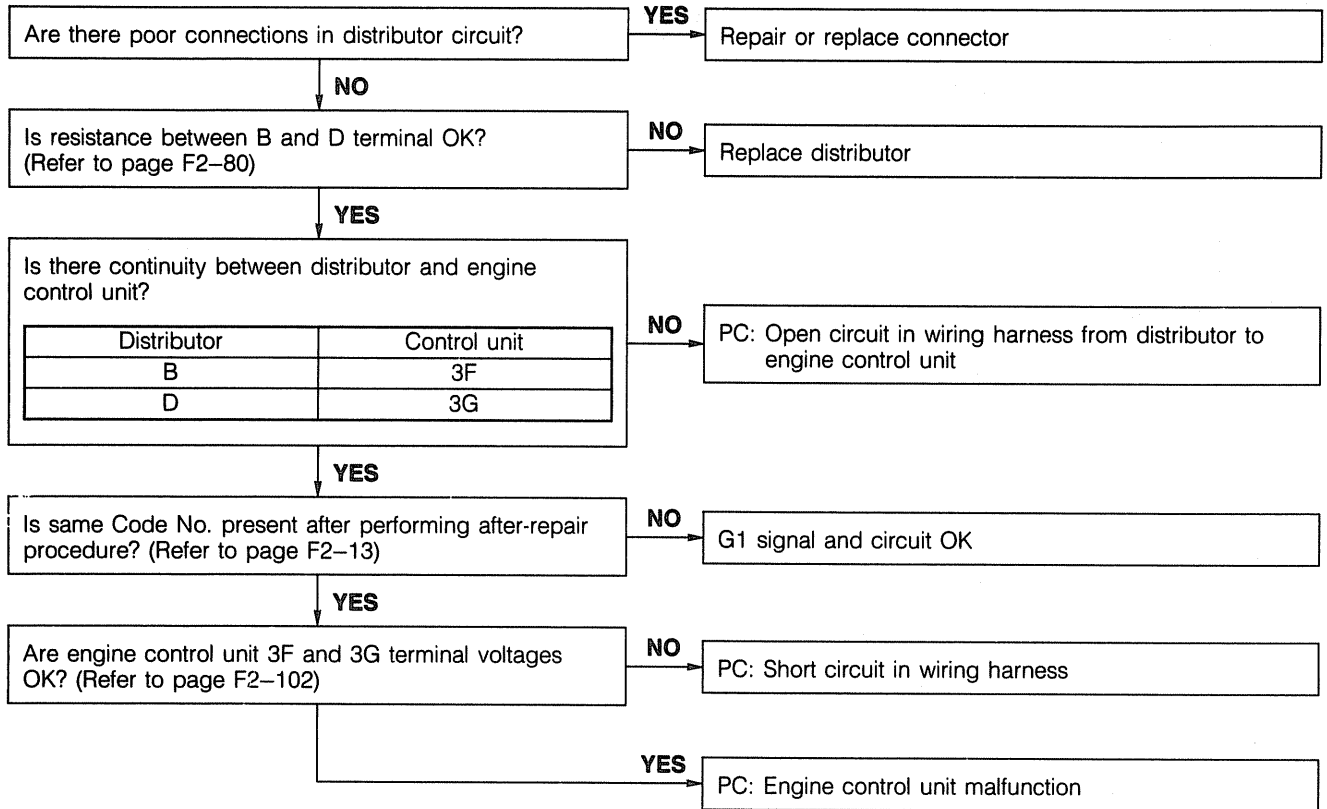 Are there poor connections in distributor circuit?
YES
Repair or replace connector
NO
Is resistance between B and D terminal OK?
(Refer to page F2–80)
NO
Replace distributor
YES
Is there continuity between distributor and engine
control unit?
Distributor Control unit
B 3F
D 3G
NO
PC: Open circuit in wiring harness from distributor to
engine control unit
YES
Is same Code No. present after performing after-repair
procedure? (Refer to page F2–13)
NO
G1 signal and circuit OK
YES
Are engine control unit 3F and 3G terminal voltages
OK? (Refer to page F2–102)
NO
PC: Short circuit in wiring harness
YES
PC: Engine control unit malfunction